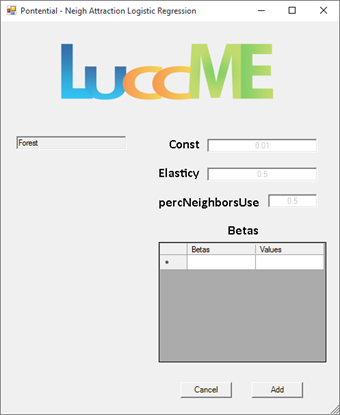 Pontential - Neigh Attraction Logistic Regression
LuccME
Forest
Const 0.01
Elasticy 0.5
percNeighborsUse 0.5
Betas
Betas Values
*
Cancel Add